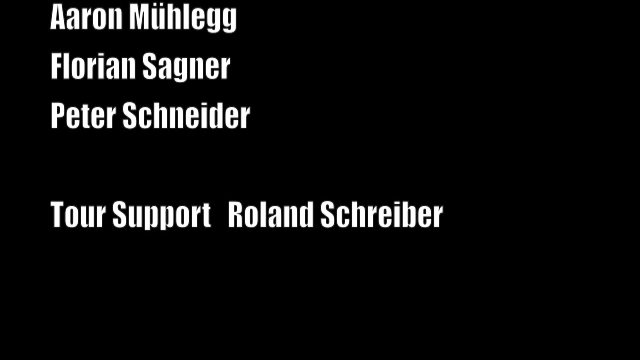 Aaron Mühlegg
Florian Sagner
Peter Schneider
Tour Support Roland Schreiber